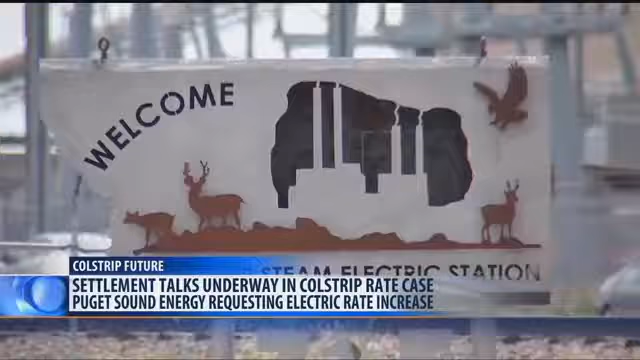 WELCOME
STEAM ELECTRIC STATION
COLSTRIP FUTURE
SETTLEMENT TALKS UNDERWAY IN COLSTRIP RATE CASE
PUGET SOUND ENERGY REQUESTING ELECTRIC RATE INCREASE